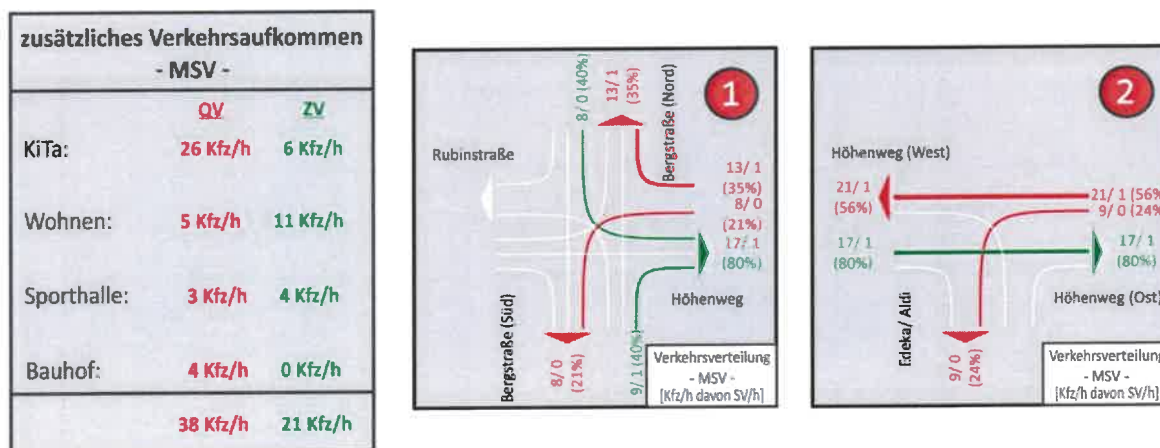 zusätzliches Verkehrsaufkommen
- MSV -
QV ZV
KiTa: 26 Kfz/h 6 Kfz/h
Wohnen: 5 Kfz/h 11 Kfz/h
Sporthalle: 3 Kfz/h 4 Kfz/h
Bauhof: 4 Kfz/h 0 Kfz/h
38 Kfz/h 21 Kfz/h
1
8/ 0 (40%)
13/ 1
(35%)
Bergstraße (Nord)
Rubinstraße
13/ 1
(35%)
8/ 0
(21%)
17/ 1
(80%)
Höhenweg
Bergstraße (Süd)
8/ 0
(21%)
9/ 1 (40%)
Verkehrsverteilung
- MSV -
[Kfz/h davon SV/h]
2
Höhenweg (West)
21/ 1
(56%)
21/ 1 (56%
9/ 0 (24%
17/ 1
(80%)
17/ 1
(80%)
Höhenweg (Ost)
Edeka/ Aldi
9/ 0
(24%)
Verkehrsverteilung
- MSV -
[Kfz/h davon SV/h]